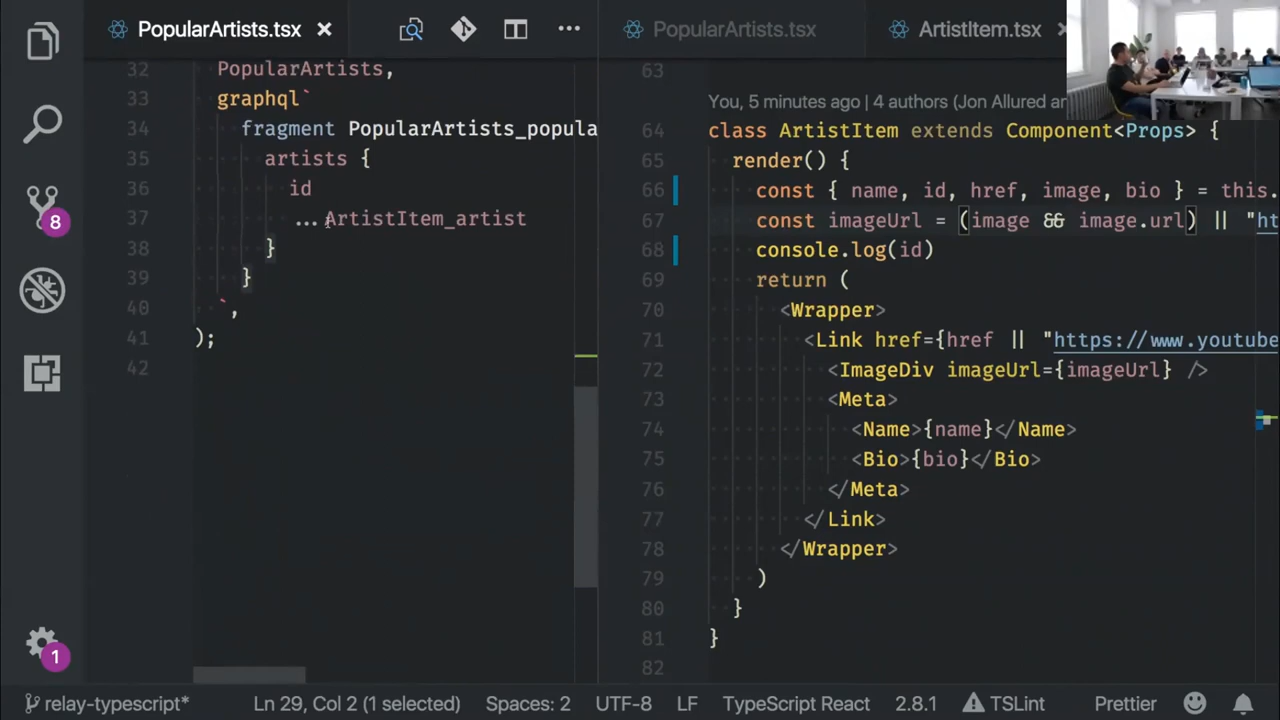 PopularArtists.tsx
32 PopularArtists,
33 graphql`
34 fragment PopularArtists_popula
35 artists {
36 id
37 ...ArtistItem_artist
38 }
39 }
40 `,
41 );
42
PopularArtists.tsx
ArtistItem.tsx
63
You, 5 minutes ago | 4 authors (Jon Allured an
64 class ArtistItem extends Component<Props> {
65 render() {
66 const { name, id, href, image, bio } = this.
67 const imageUrl = (image && image.url) || "ht
68 console.log(id)
69 return (
70 <Wrapper>
71 <Link href={href || "https://www.youtube
72 <ImageDiv imageUrl={imageUrl} />
73 <Meta>
74 <Name>{name}</Name>
75 <Bio>{bio}</Bio>
76 </Meta>
77 </Link>
78 </Wrapper>
79 )
80 }
81 }
82
8
1
relay-typescript* Ln 29, Col 2 (1 selected) Spaces: 2 UTF-8 LF TypeScript React 2.8.1 TSLint Prettier